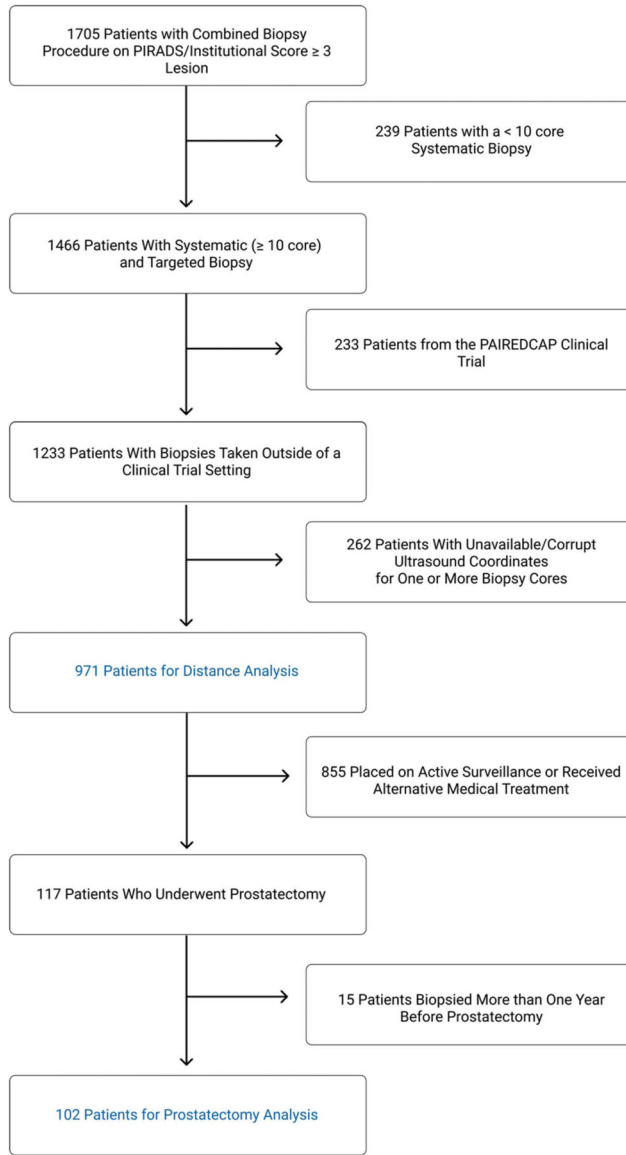 1705 Patients with Combined Biopsy
Procedure on PIRADS/Institutional Score ≥ 3
Lesion
239 Patients with a < 10 core
Systematic Biopsy
1466 Patients With Systematic (≥ 10 core)
and Targeted Biopsy
233 Patients from the PAIREDCAP Clinical
Trial
1233 Patients With Biopsies Taken Outside of a
Clinical Trial Setting
262 Patients With Unavailable/Corrupt
Ultrasound Coordinates
for One or More Biopsy Cores
971 Patients for Distance Analysis
855 Placed on Active Surveillance or Received
Alternative Medical Treatment
117 Patients Who Underwent Prostatectomy
15 Patients Biopsied More than One Year
Before Prostatectomy
102 Patients for Prostatectomy Analysis